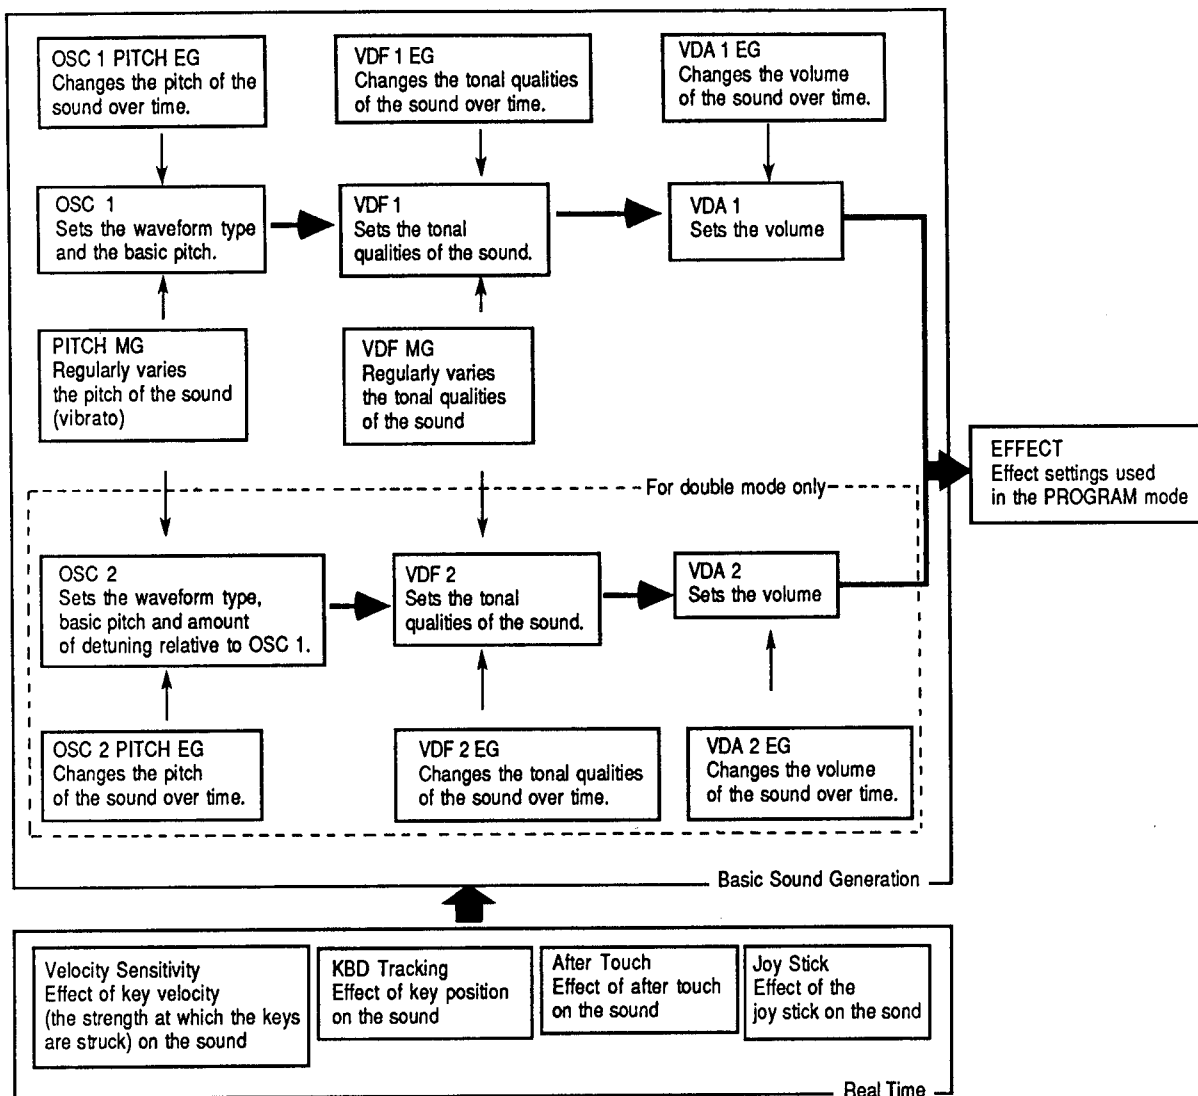 OSC 1 PITCH EG
Changes the pitch of the
sound over time.
VDF 1 EG
Changes the tonal qualities
of the sound over time.
VDA 1 EG
Changes the volume
of the sound over time.
OSC 1
Sets the waveform type
and the basic pitch.
VDF 1
Sets the tonal
qualities of the sound.
VDA 1
Sets the volume
PITCH MG
Regularly varies
the pitch of the sound
(vibrato)
VDF MG
Regularly varies
the tonal qualities
of the sound
EFFECT
Effect settings used
in the PROGRAM mode
For double mode only
OSC 2
Sets the waveform type,
basic pitch and amount
of detuning relative to OSC 1.
VDF 2
Sets the tonal
qualities of the sound.
VDA 2
Sets the volume
OSC 2 PITCH EG
Changes the pitch
of the sound over time.
VDF 2 EG
Changes the tonal qualities
of the sound over time.
VDA 2 EG
Changes the volume
of the sound over time.
Basic Sound Generation
Velocity Sensitivity
Effect of key velocity
(the strength at which the keys
are struck) on the sound
KBD Tracking
Effect of key position
on the sound
After Touch
Effect of after touch
on the sound
Joy Stick
Effect of the
joy stick on the sond
Real Time